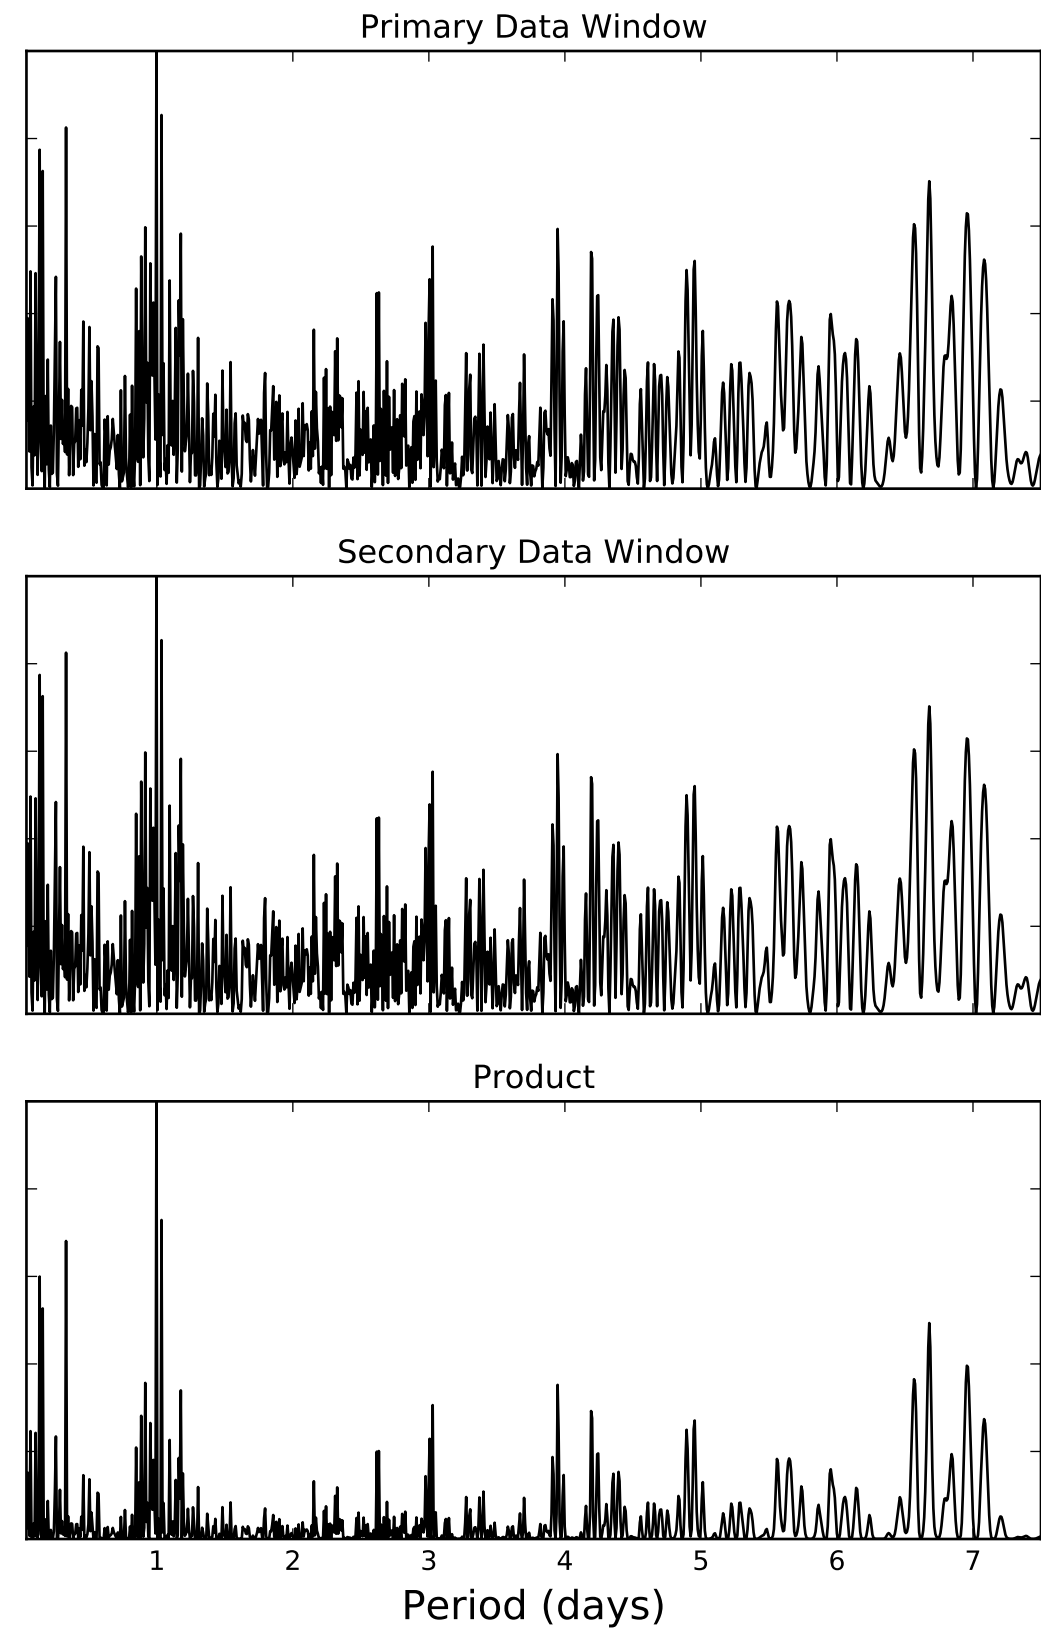 Primary Data Window
Secondary Data Window
Product
1 2 3 4 5 6 7
Period (days)